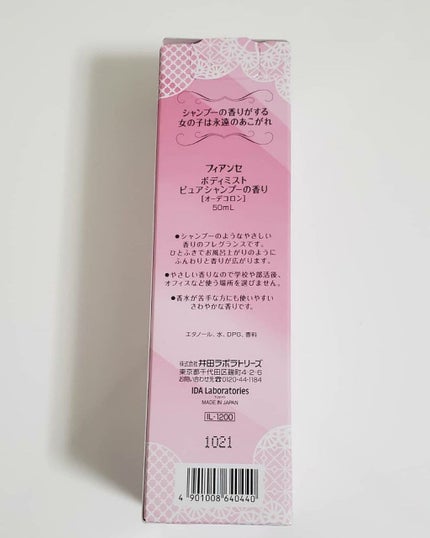 シャンプーの香りがする
女の子は永遠のあこがれ
フィアンセ
ボディミスト
ピュアシャンプーの香り
[オーデコロン]
50mL
●シャンプーのようなやさしい
香りのフレグランスです。
ひとふきでお風呂上がりのように
ふんわりと香りが広がります。
●やさしい香りなので学校や部活後、
オフィスなど使う場所を選びません。
●香水が苦手な方にも使いやすい
さわやかな香りです。
エタノール、水、DPG、香料
株式会社 井田ラボラトリーズ
東京都千代田区麹町4-2-6
お問い合わせ先☎0120-44-1184
IDA Laboratories
MADE IN JAPAN
IL-1200
1021
4 901008 640440